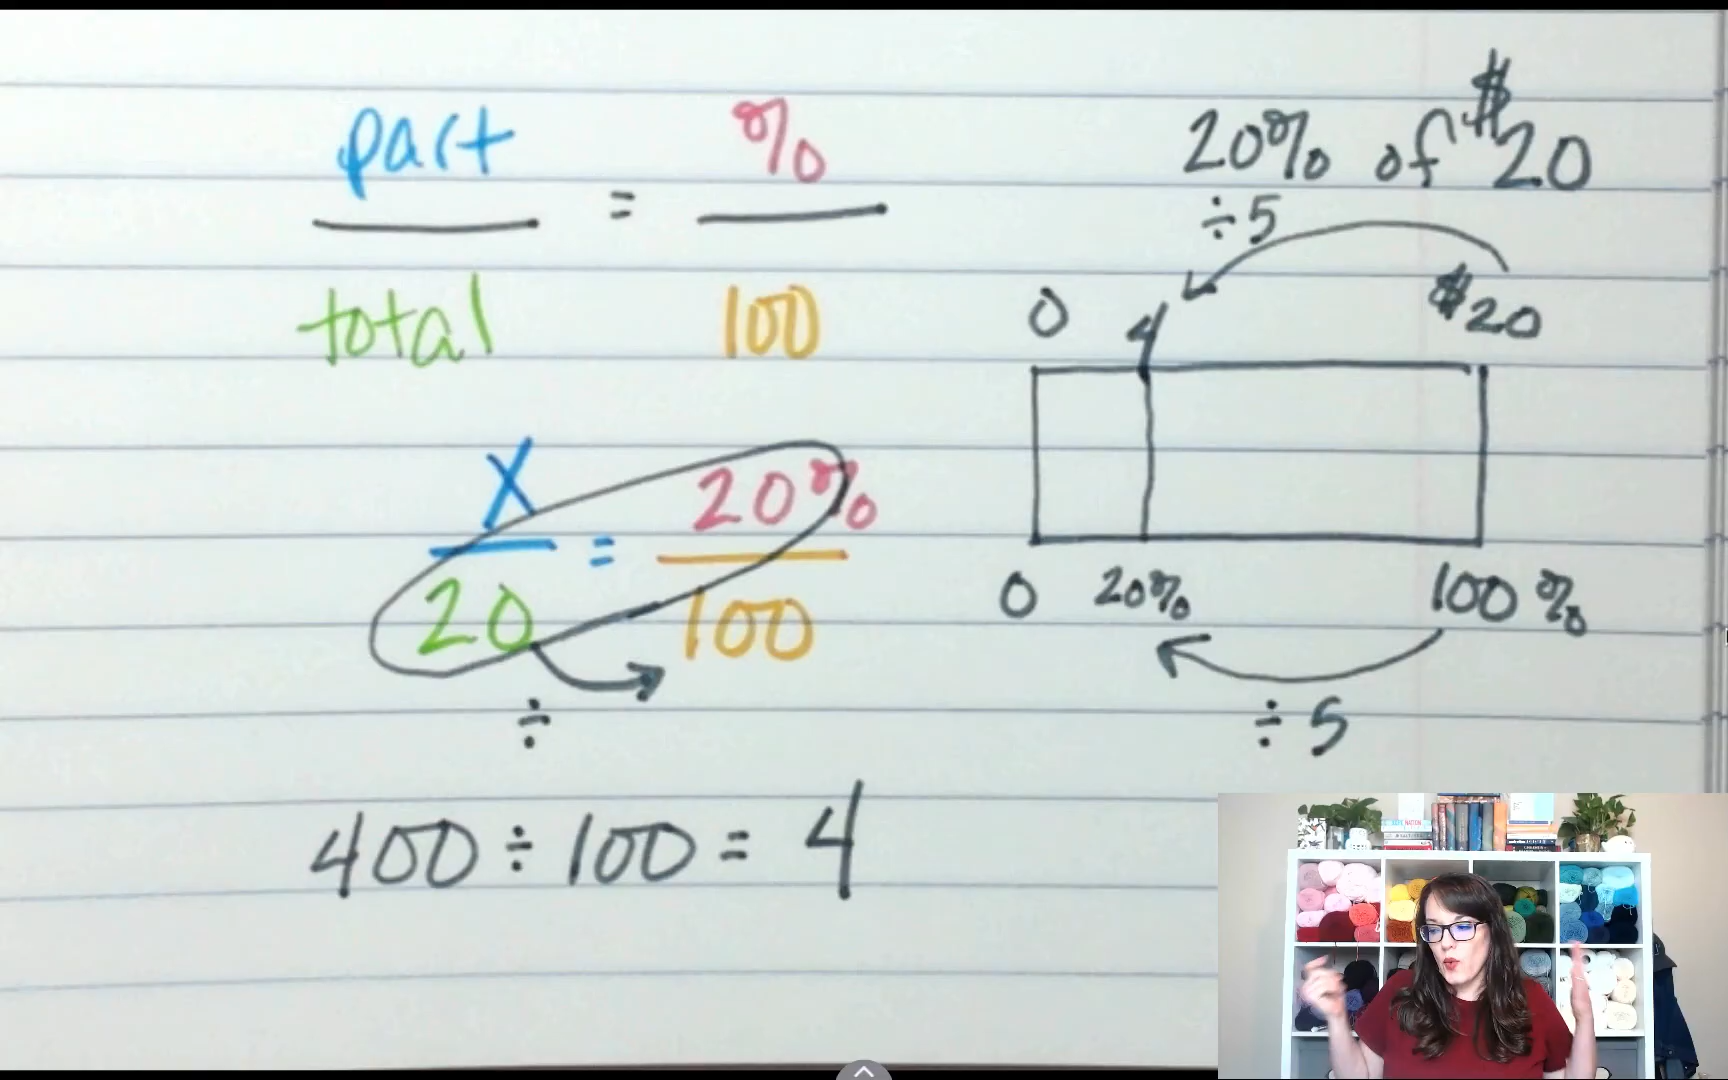 part = %
total 100
X = 20%
20 100
÷
400 ÷ 100 = 4
20% of $20
÷5
0 4 $20
0 20% 100%
÷ 5